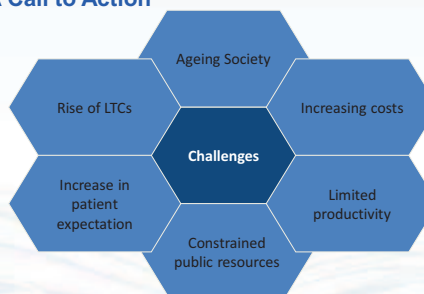 Call to Action
Ageing Society
Rise of LTCs
Increasing costs
Challenges
Increase in
patient
expectation
Limited
productivity
Constrained
public resources